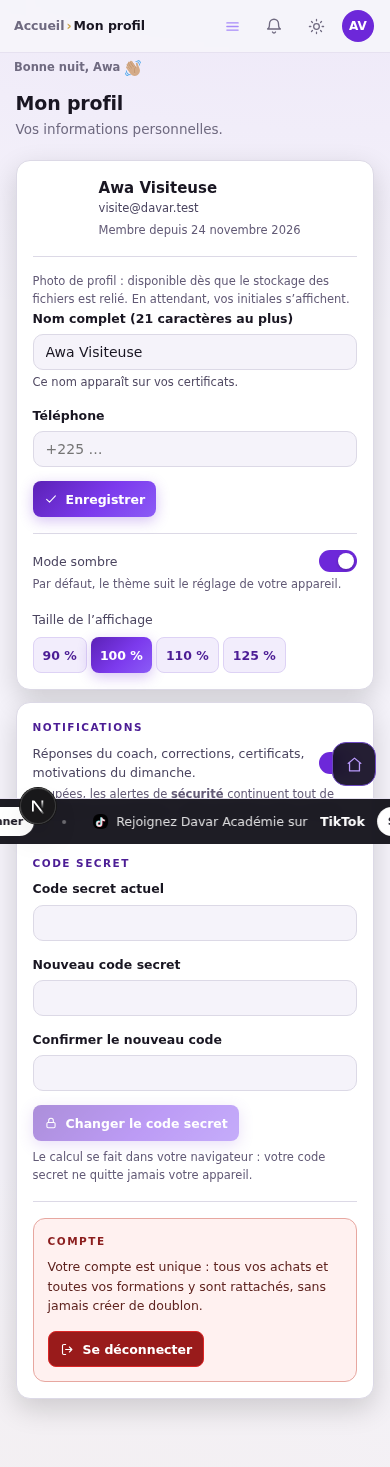 Accueil › Mon profil
AV
Bonne nuit, Awa 👋🏽
Mon profil
Vos informations personnelles.
Awa Visiteuse
visite@davar.test
Membre depuis 24 novembre 2026
Photo de profil : disponible dès que le stockage des
fichiers est relié. En attendant, vos initiales s’affichent.
Nom complet (21 caractères au plus)
Awa Visiteuse
Ce nom apparaît sur vos certificats.
Téléphone
+225 …
Enregistrer
Mode sombre
Par défaut, le thème suit le réglage de votre appareil.
Taille de l’affichage
90 %
100 %
110 %
125 %
NOTIFICATIONS
Réponses du coach, corrections, certificats,
motivations du dimanche.
les alertes de sécurité continuent tout de
N
Rejoignez Davar Académie sur TikTok
CODE SECRET
Code secret actuel
Nouveau code secret
Confirmer le nouveau code
Changer le code secret
Le calcul se fait dans votre navigateur : votre code
secret ne quitte jamais votre appareil.
COMPTE
Votre compte est unique : tous vos achats et
toutes vos formations y sont rattachés, sans
jamais créer de doublon.
Se déconnecter